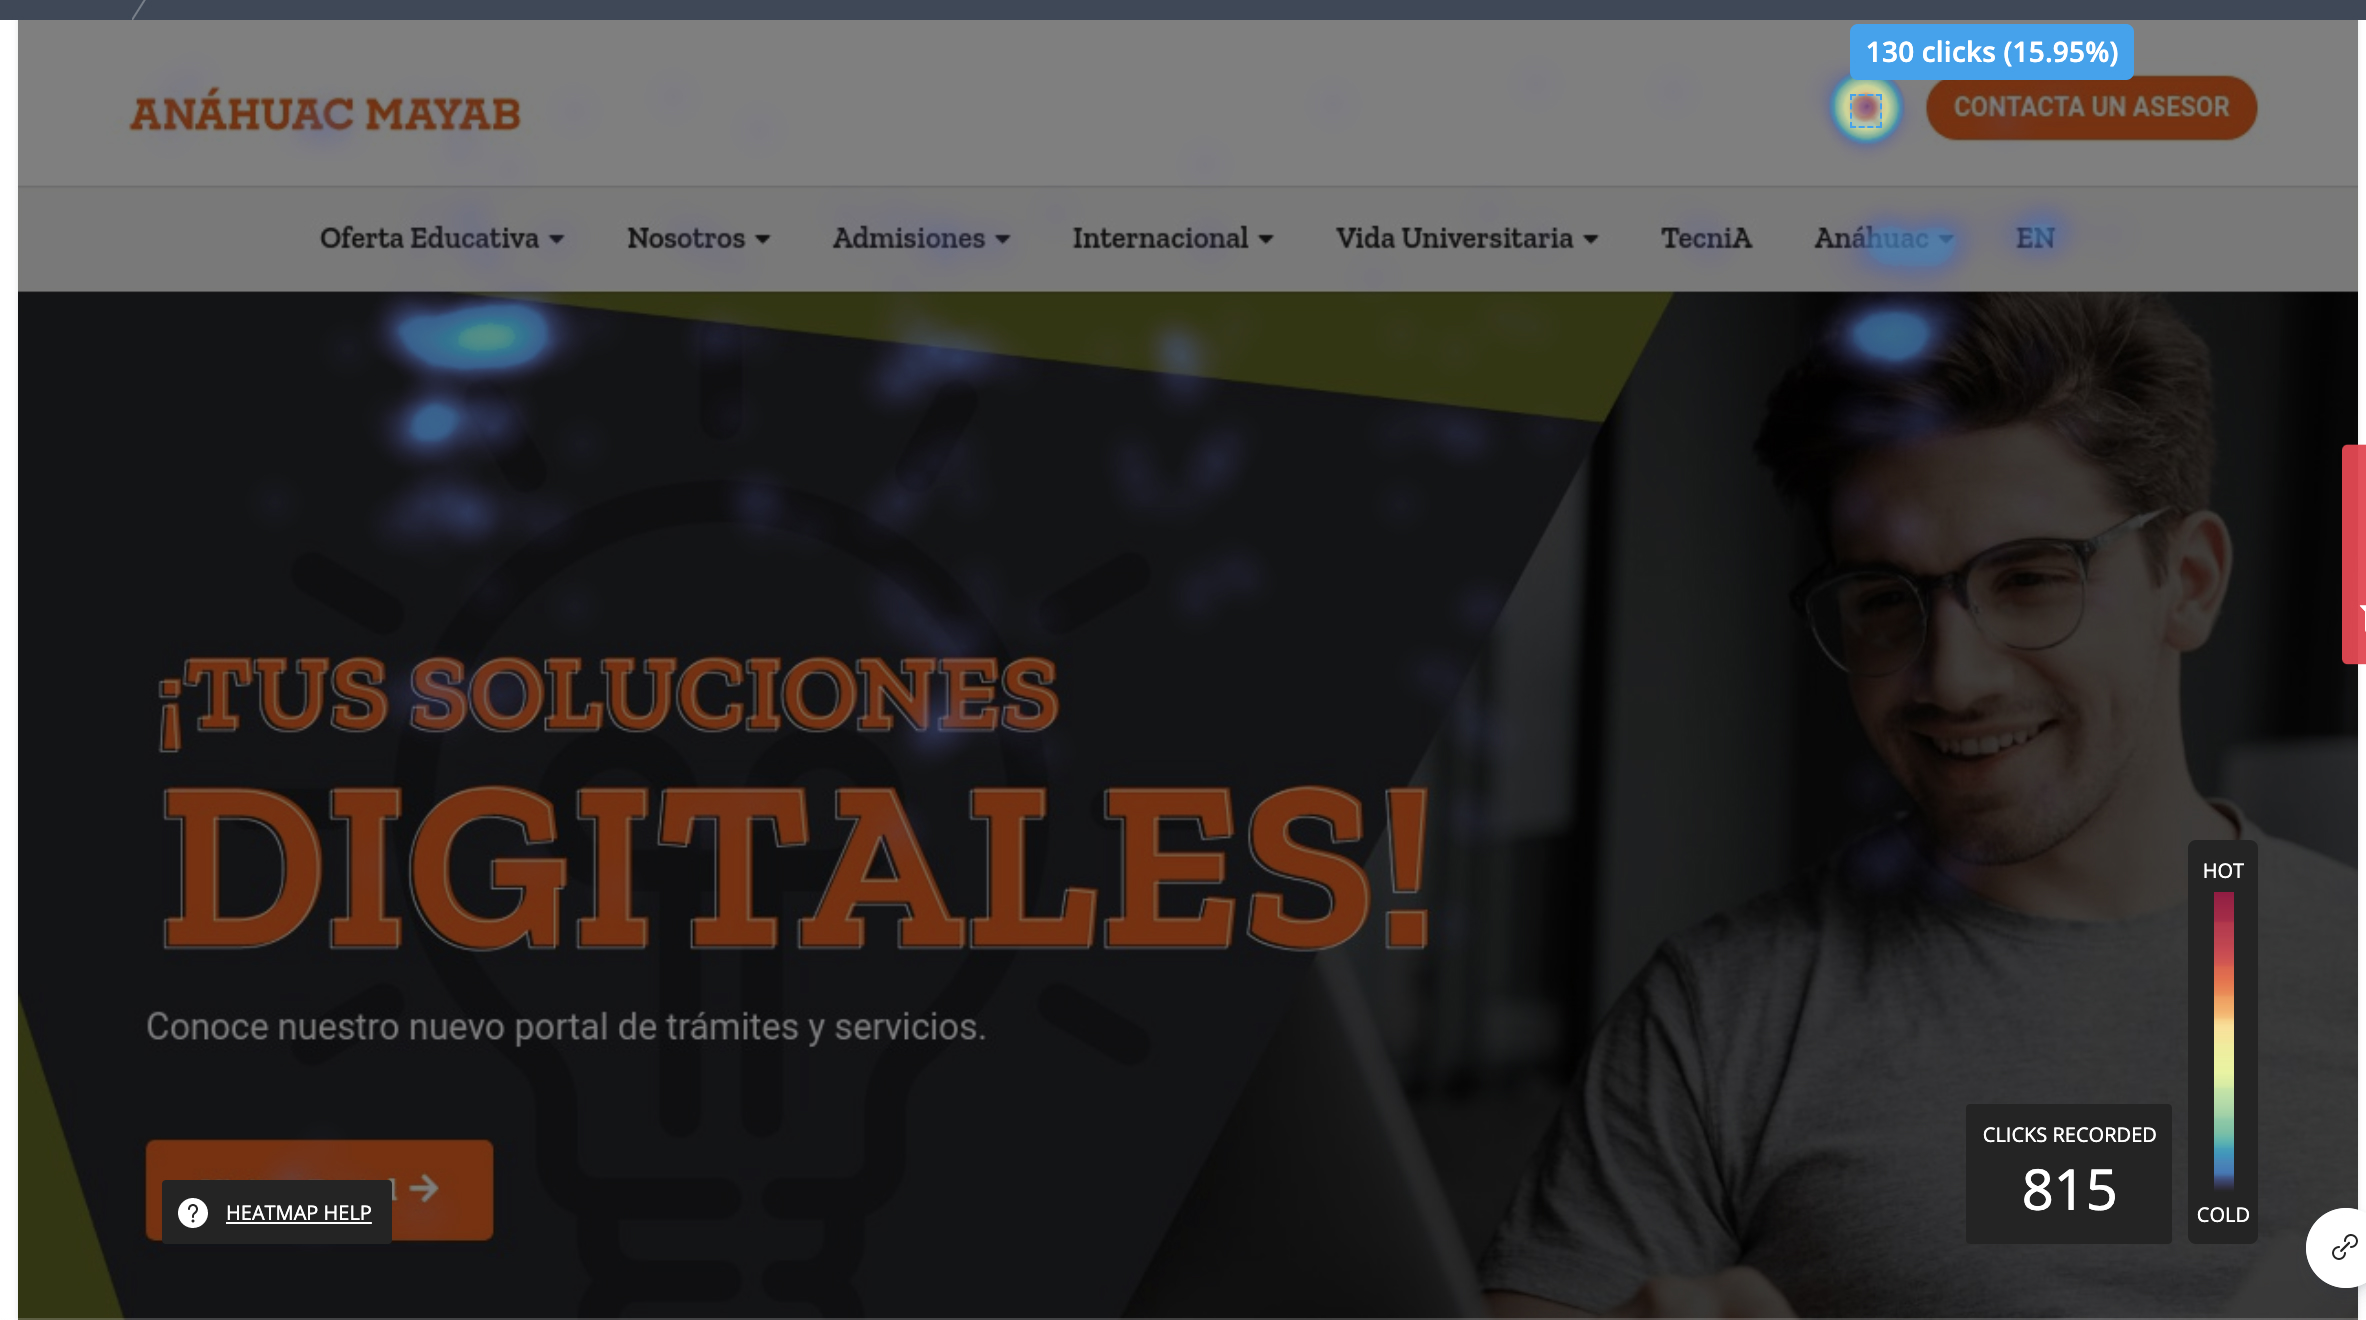 130 clicks (15.95%)
ANÁHUAC MAYAB
CONTACTA UN ASESOR
Oferta Educativa
Nosotros
Admisiones
Internacional
Vida Universitaria
TecniA
Anáhuac
EN
¡TUS SOLUCIONES
DIGITALES!
Conoce nuestro nuevo portal de trámites y servicios.
HEATMAP HELP
CLICKS RECORDED
815
HOT
COLD